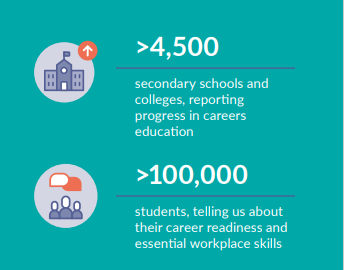 >4,500
secondary schools and
colleges, reporting
progress in careers
education
>100,000
students, telling us about
their career readiness and
essential workplace skills